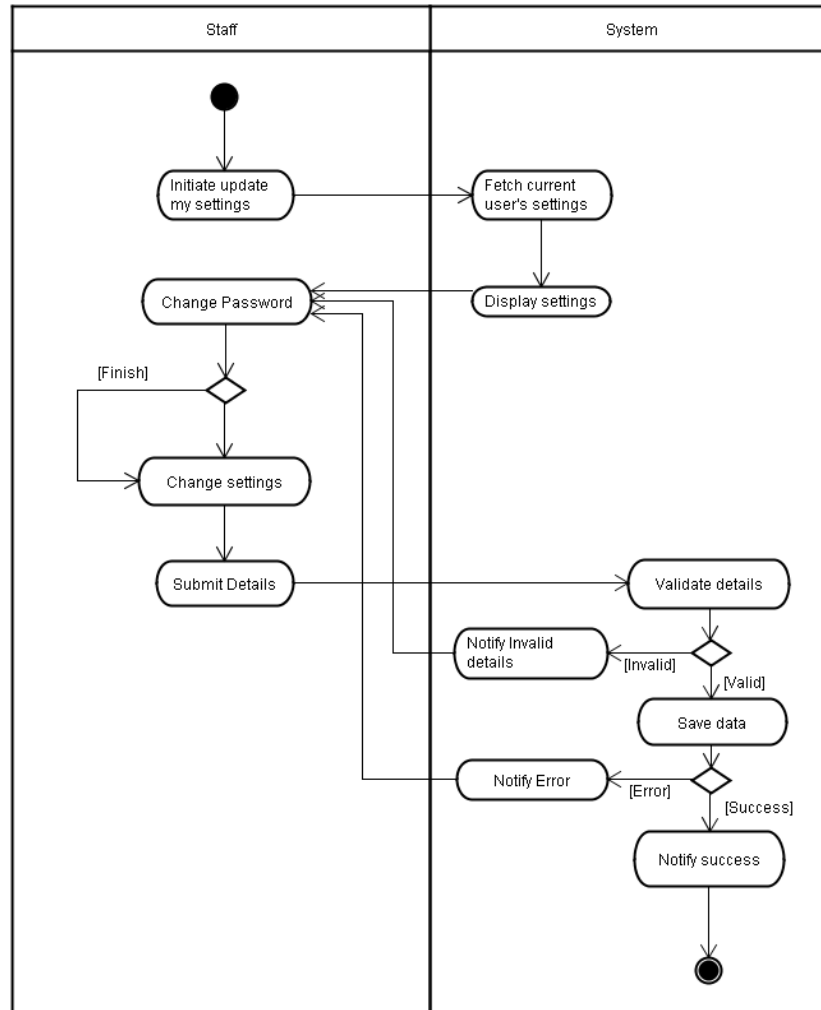 Staff
System
Initiate update
my settings
Fetch current
user's settings
Change Password
Display settings
[Finish]
Change settings
Submit Details
Validate details
Notify Invalid
details
[Invalid]
[Valid]
Save data
Notify Error
[Error]
[Success]
Notify success